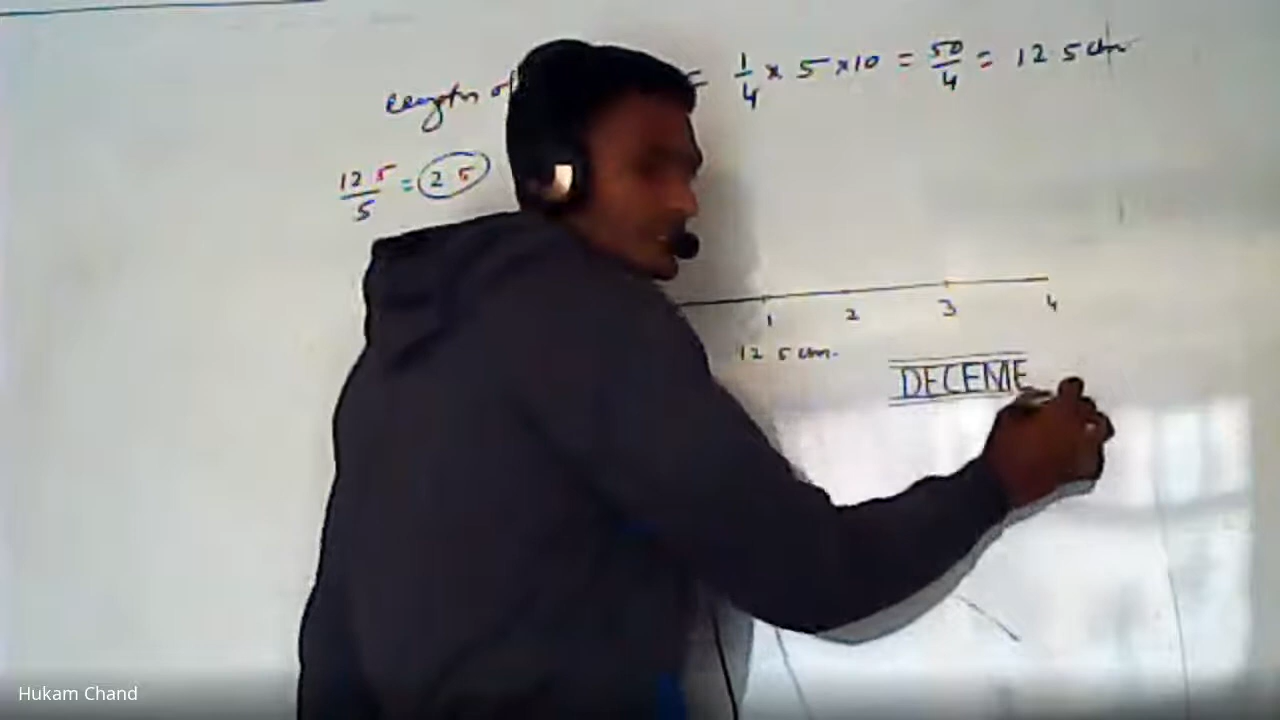 Length of = 1/4 × 5 × 10 = 50/4 = 12.5 cm
12.5/5 = 2.5
1 2 3 4
12.5 cm.
DECEME
Hukam Chand